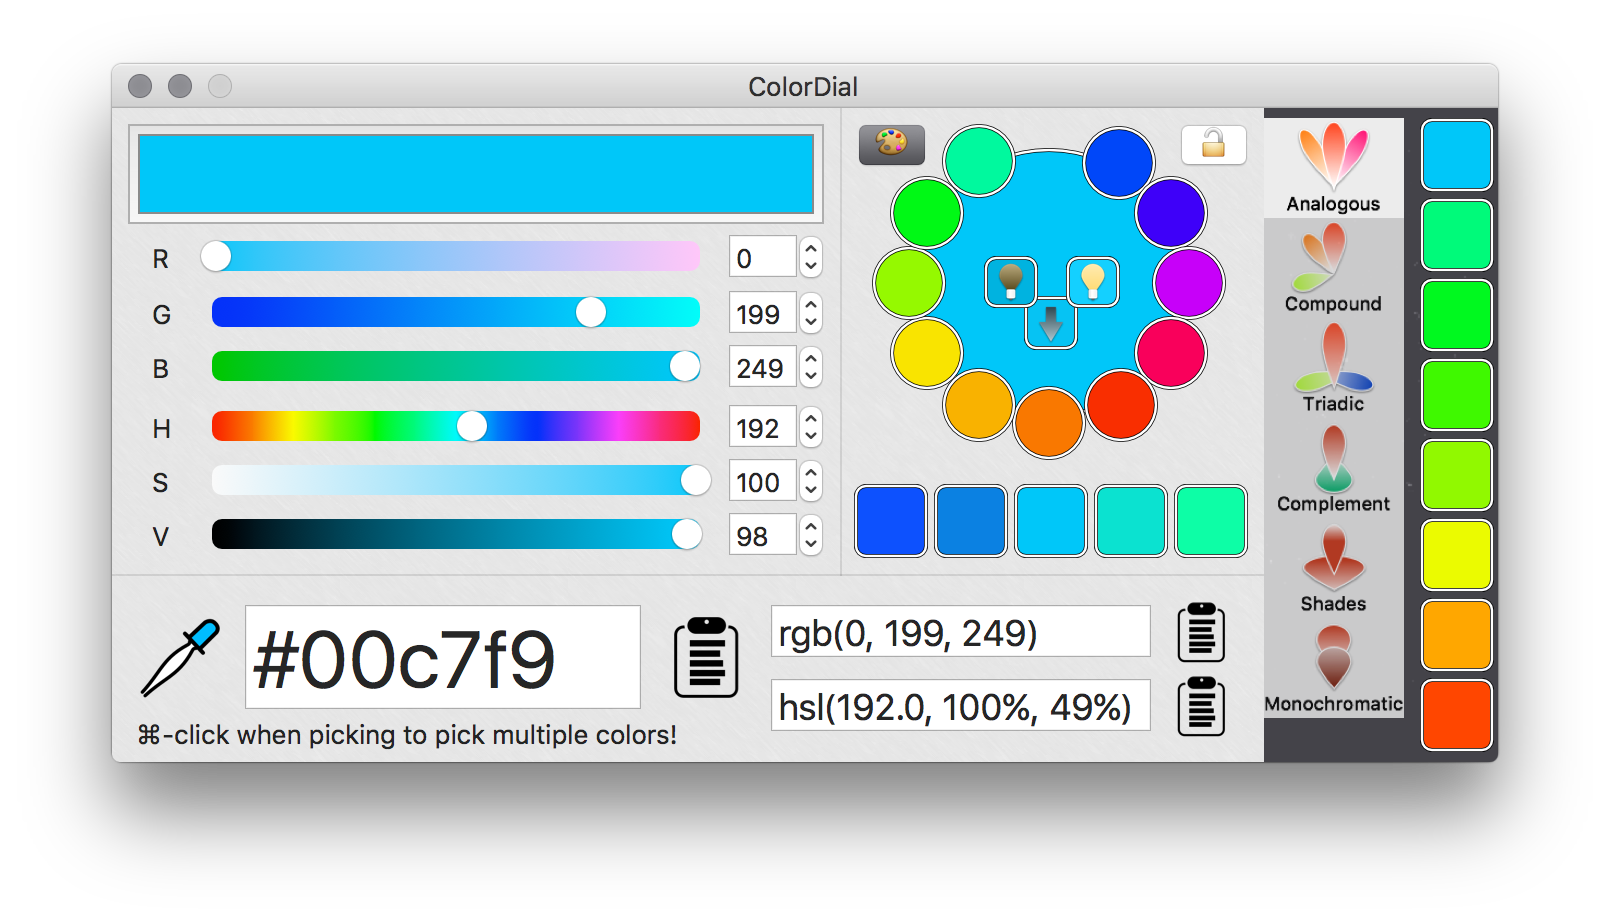 ColorDial
R
0
G
199
B
249
H
192
S
100
V
98
#00c7f9
rgb(0, 199, 249)
hsl(192.0, 100%, 49%)
⌘-click when picking to pick multiple colors!
Analogous
Compound
Triadic
Complement
Shades
Monochromatic